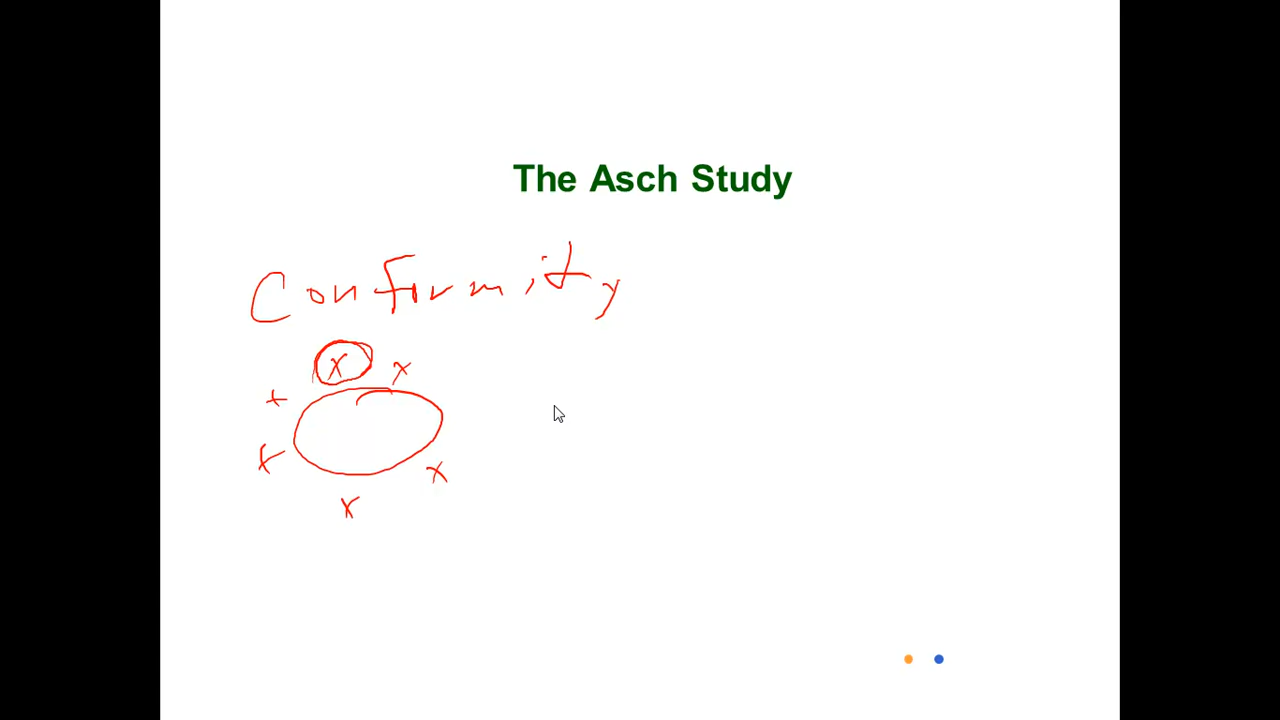 The Asch Study
Conformity
x x
x
x x
x